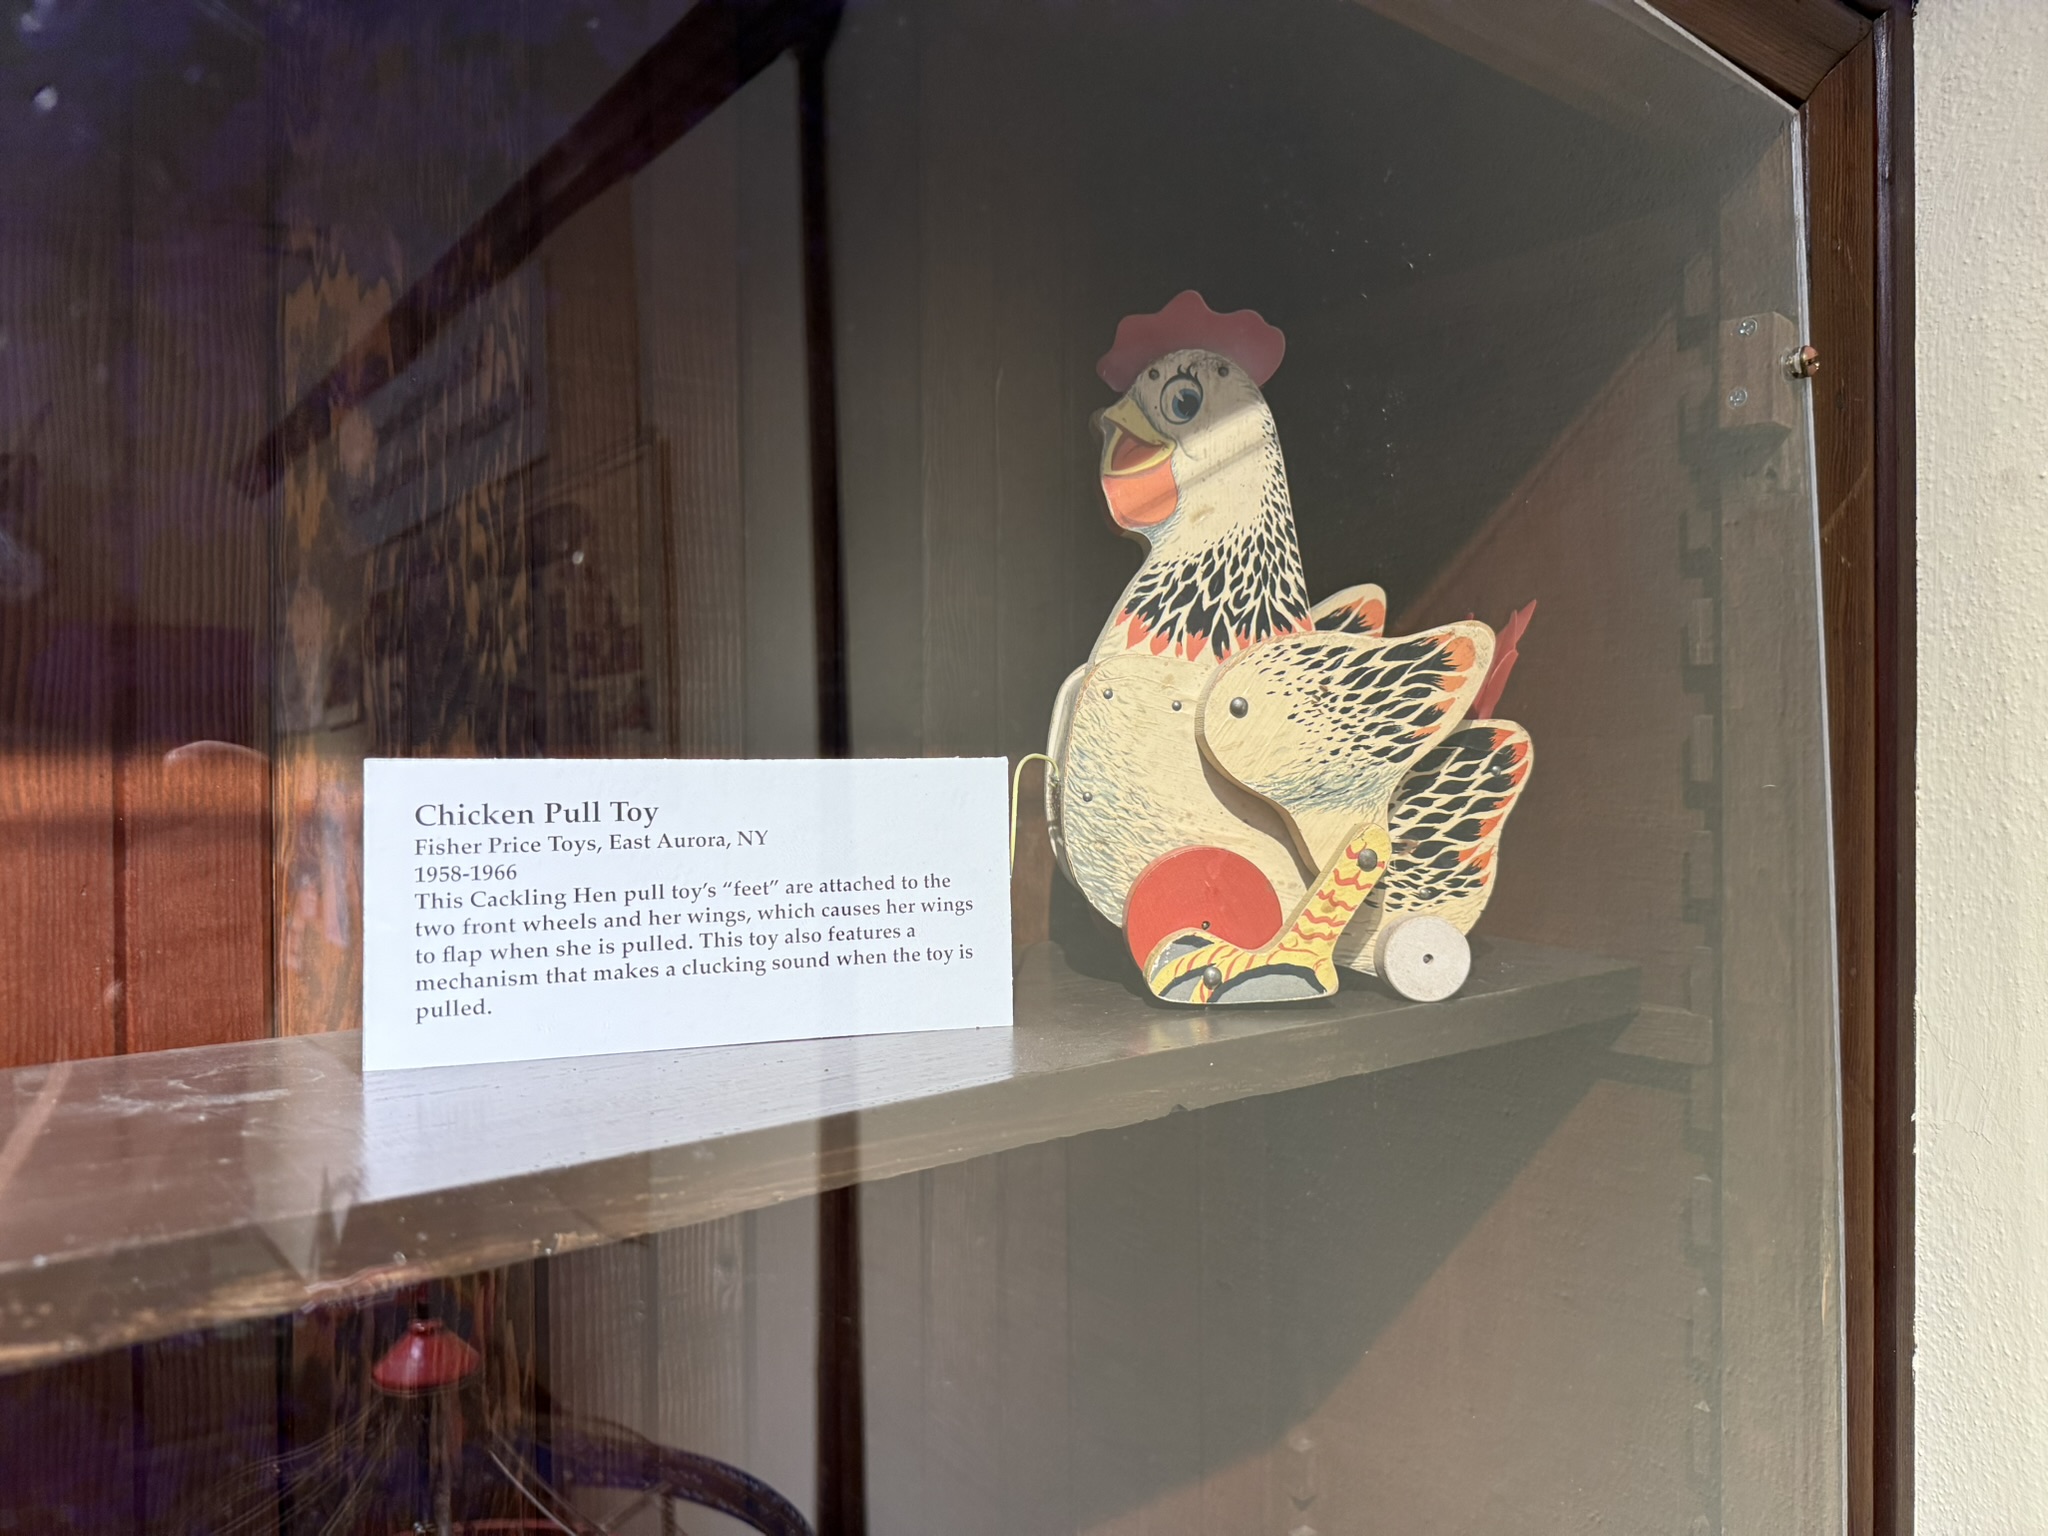 Chicken Pull Toy
Fisher Price Toys, East Aurora, NY
1958-1966
This Cackling Hen pull toy's “feet” are attached to the
two front wheels and her wings, which causes her wings
to flap when she is pulled. This toy also features a
mechanism that makes a clucking sound when the toy is
pulled.